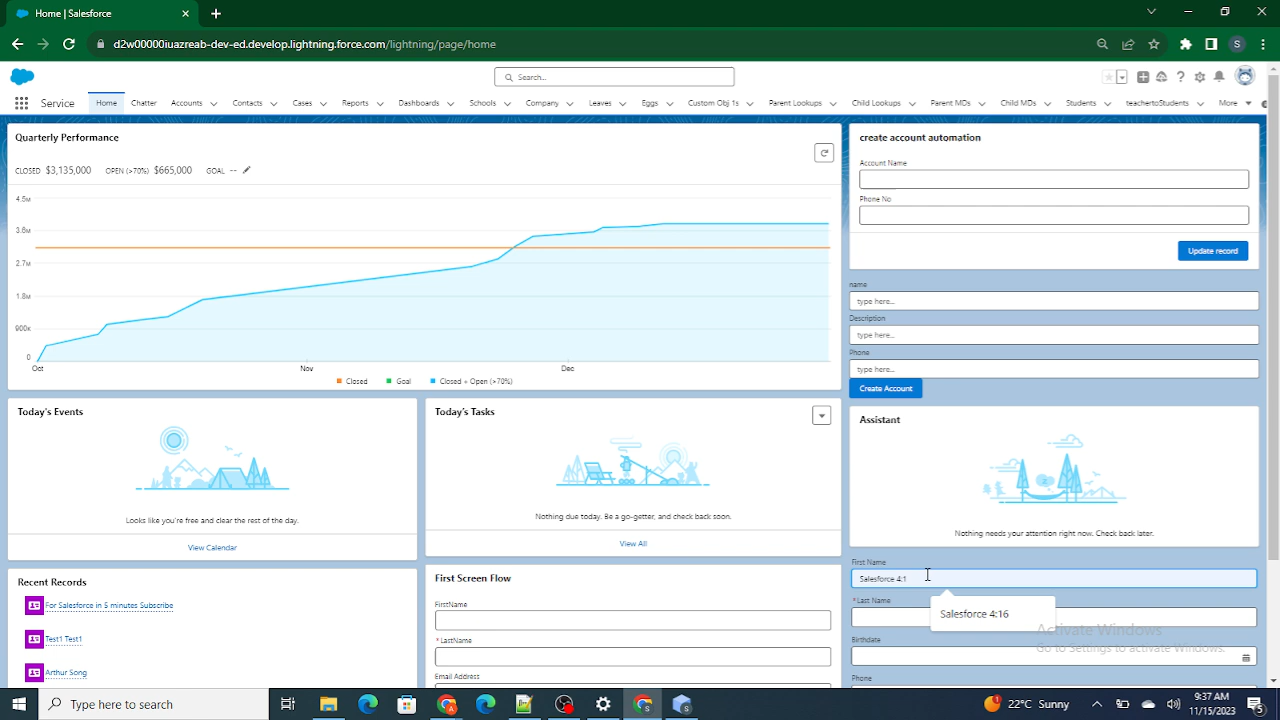 Home | Salesforce
d2w00000iuazreab-dev-ed.develop.lightning.force.com/lightning/page/home
S
Search...
Service Home Chatter Accounts Contacts Cases Reports Dashboards Schools Company Leaves Eggs Custom Obj 1s Parent Lookups Child Lookups Parent MDs Child MDs Students teachertoStudents More
Quarterly Performance
CLOSED $3,135,000 OPEN (>70%) $665,000 GOAL --
4.5M
3.6M
2.7M
1.8M
900K
0
Oct Nov Dec
Closed Goal Closed + Open (>70%)
create account automation
Account Name
Phone No
Update record
name
type here...
Description
type here...
Phone
type here...
Create Account
Today's Events
Looks like you're free and clear the rest of the day.
View Calendar
Today's Tasks
Nothing due today. Be a go-getter, and check back soon.
View All
Assistant
Nothing needs your attention right now. Check back later.
Recent Records
For Salesforce in 5 minutes Subscribe
Test1 Test1
Arthur Song
First Screen Flow
FirstName
* LastName
Email Address
First Name
Salesforce 4:1
Salesforce 4:16
* Last Name
Birthdate
Phone
Activate Windows
Go to Settings to activate Windows.
Type here to search
1
22°C Sunny
9:37 AM
11/15/2023